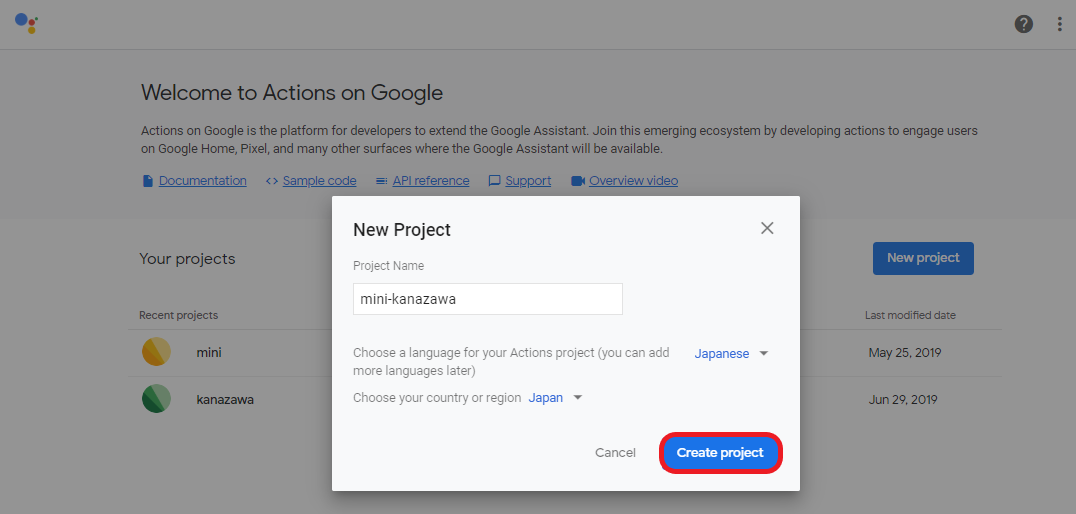 Welcome to Actions on Google
Actions on Google is the platform for developers to extend the Google Assistant. Join this emerging ecosystem by developing actions to engage users
on Google Home, Pixel, and many other surfaces where the Google Assistant will be available.
Documentation <> Sample code API reference Support Overview video
New Project
Project Name
mini-kanazawa
Choose a language for your Actions project (you can add
more languages later)
Japanese
Choose your country or region Japan
Cancel Create project
Your projects
New project
Recent projects Last modified date
mini May 25, 2019
kanazawa Jun 29, 2019